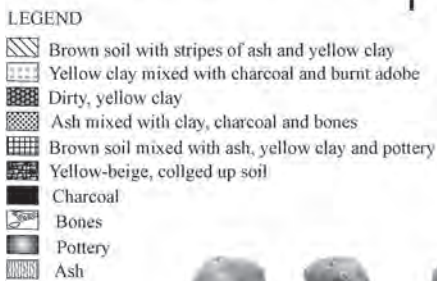 LEGEND
Brown soil with stripes of ash and yellow clay
Yellow clay mixed with charcoal and burnt adobe
Dirty, yellow clay
Ash mixed with clay, charcoal and bones
Brown soil mixed with ash, yellow clay and pottery
Yellow-beige, collged up soil
Charcoal
Bones
Pottery
Ash